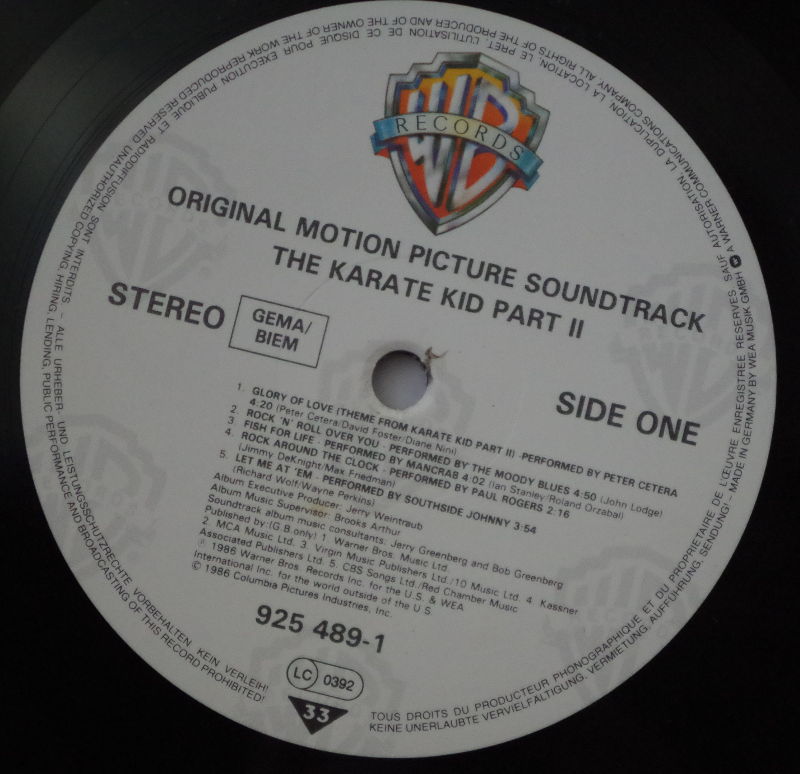 WB
RECORDS
ORIGINAL MOTION PICTURE SOUNDTRACK
THE KARATE KID PART II
STEREO
GEMA/
BIEM
SIDE ONE
1. GLORY OF LOVE (THEME FROM KARATE KID PART II) - PERFORMED BY PETER CETERA
4:20 (Peter Cetera/David Foster/Diane Nini)
2. ROCK 'N' ROLL OVER YOU - PERFORMED BY THE MOODY BLUES 4:50 (John Lodge)
3. FISH FOR LIFE - PERFORMED BY MANCRAB 4:02 (Ian Stanley/Roland Orzabal)
4. ROCK AROUND THE CLOCK - PERFORMED BY PAUL ROGERS 2:16
(Jimmy DeKnight/Max Friedman)
5. LET ME AT 'EM - PERFORMED BY SOUTHSIDE JOHNNY 3:54
(Richard Wolf/Wayne Perkins)
Album Executive Producer: Jerry Weintraub
Album Music Supervisor: Brooks Arthur
Soundtrack album music consultants: Jerry Greenberg and Bob Greenberg
Published by:(G.B.only) 1. Warner Bros. Music Ltd.
2. MCA Music Ltd. 3. Virgin Music Publishers Ltd./10 Music Ltd. 4. Kassner
Associated Publishers Ltd. 5. CBS Songs Ltd./Red Chamber Music
℗ 1986 Warner Bros. Records Inc. for the U.S. & WEA
International Inc. for the world outside of the U.S.
© 1986 Columbia Pictures Industries, Inc.
925 489-1
LC 0392
33
TOUS DROITS DU PRODUCTEUR PHONOGRAPHIQUE ET DU PROPRIETAIRE DE L'ŒUVRE ENREGISTREE RESERVES. SAUF AUTORISATION, LA DUPLICATION, LA LOCATION, LE PRET, L'UTILISATION DE CE DISQUE POUR EXECUTION PUBLIQUE ET RADIODIFFUSION SONT INTERDITS – ALLE URHEBER- UND LEISTUNGSSCHUTZRECHTE VORBEHALTEN. KEIN VERLEIH!
KEINE UNERLAUBTE VERVIELFÄLTIGUNG, VERMIETUNG, AUFFÜHRUNG, SENDUNG! - MADE IN GERMANY BY WEA MUSIK GMBH A WARNER COMMUNICATIONS COMPANY ALL RIGHTS OF THE PRODUCER AND OF THE OWNER OF THE WORK REPRODUCED RESERVED UNAUTHORIZED COPYING, HIRING, LENDING, PUBLIC PERFORMANCE AND BROADCASTING OF THIS RECORD PROHIBITED!